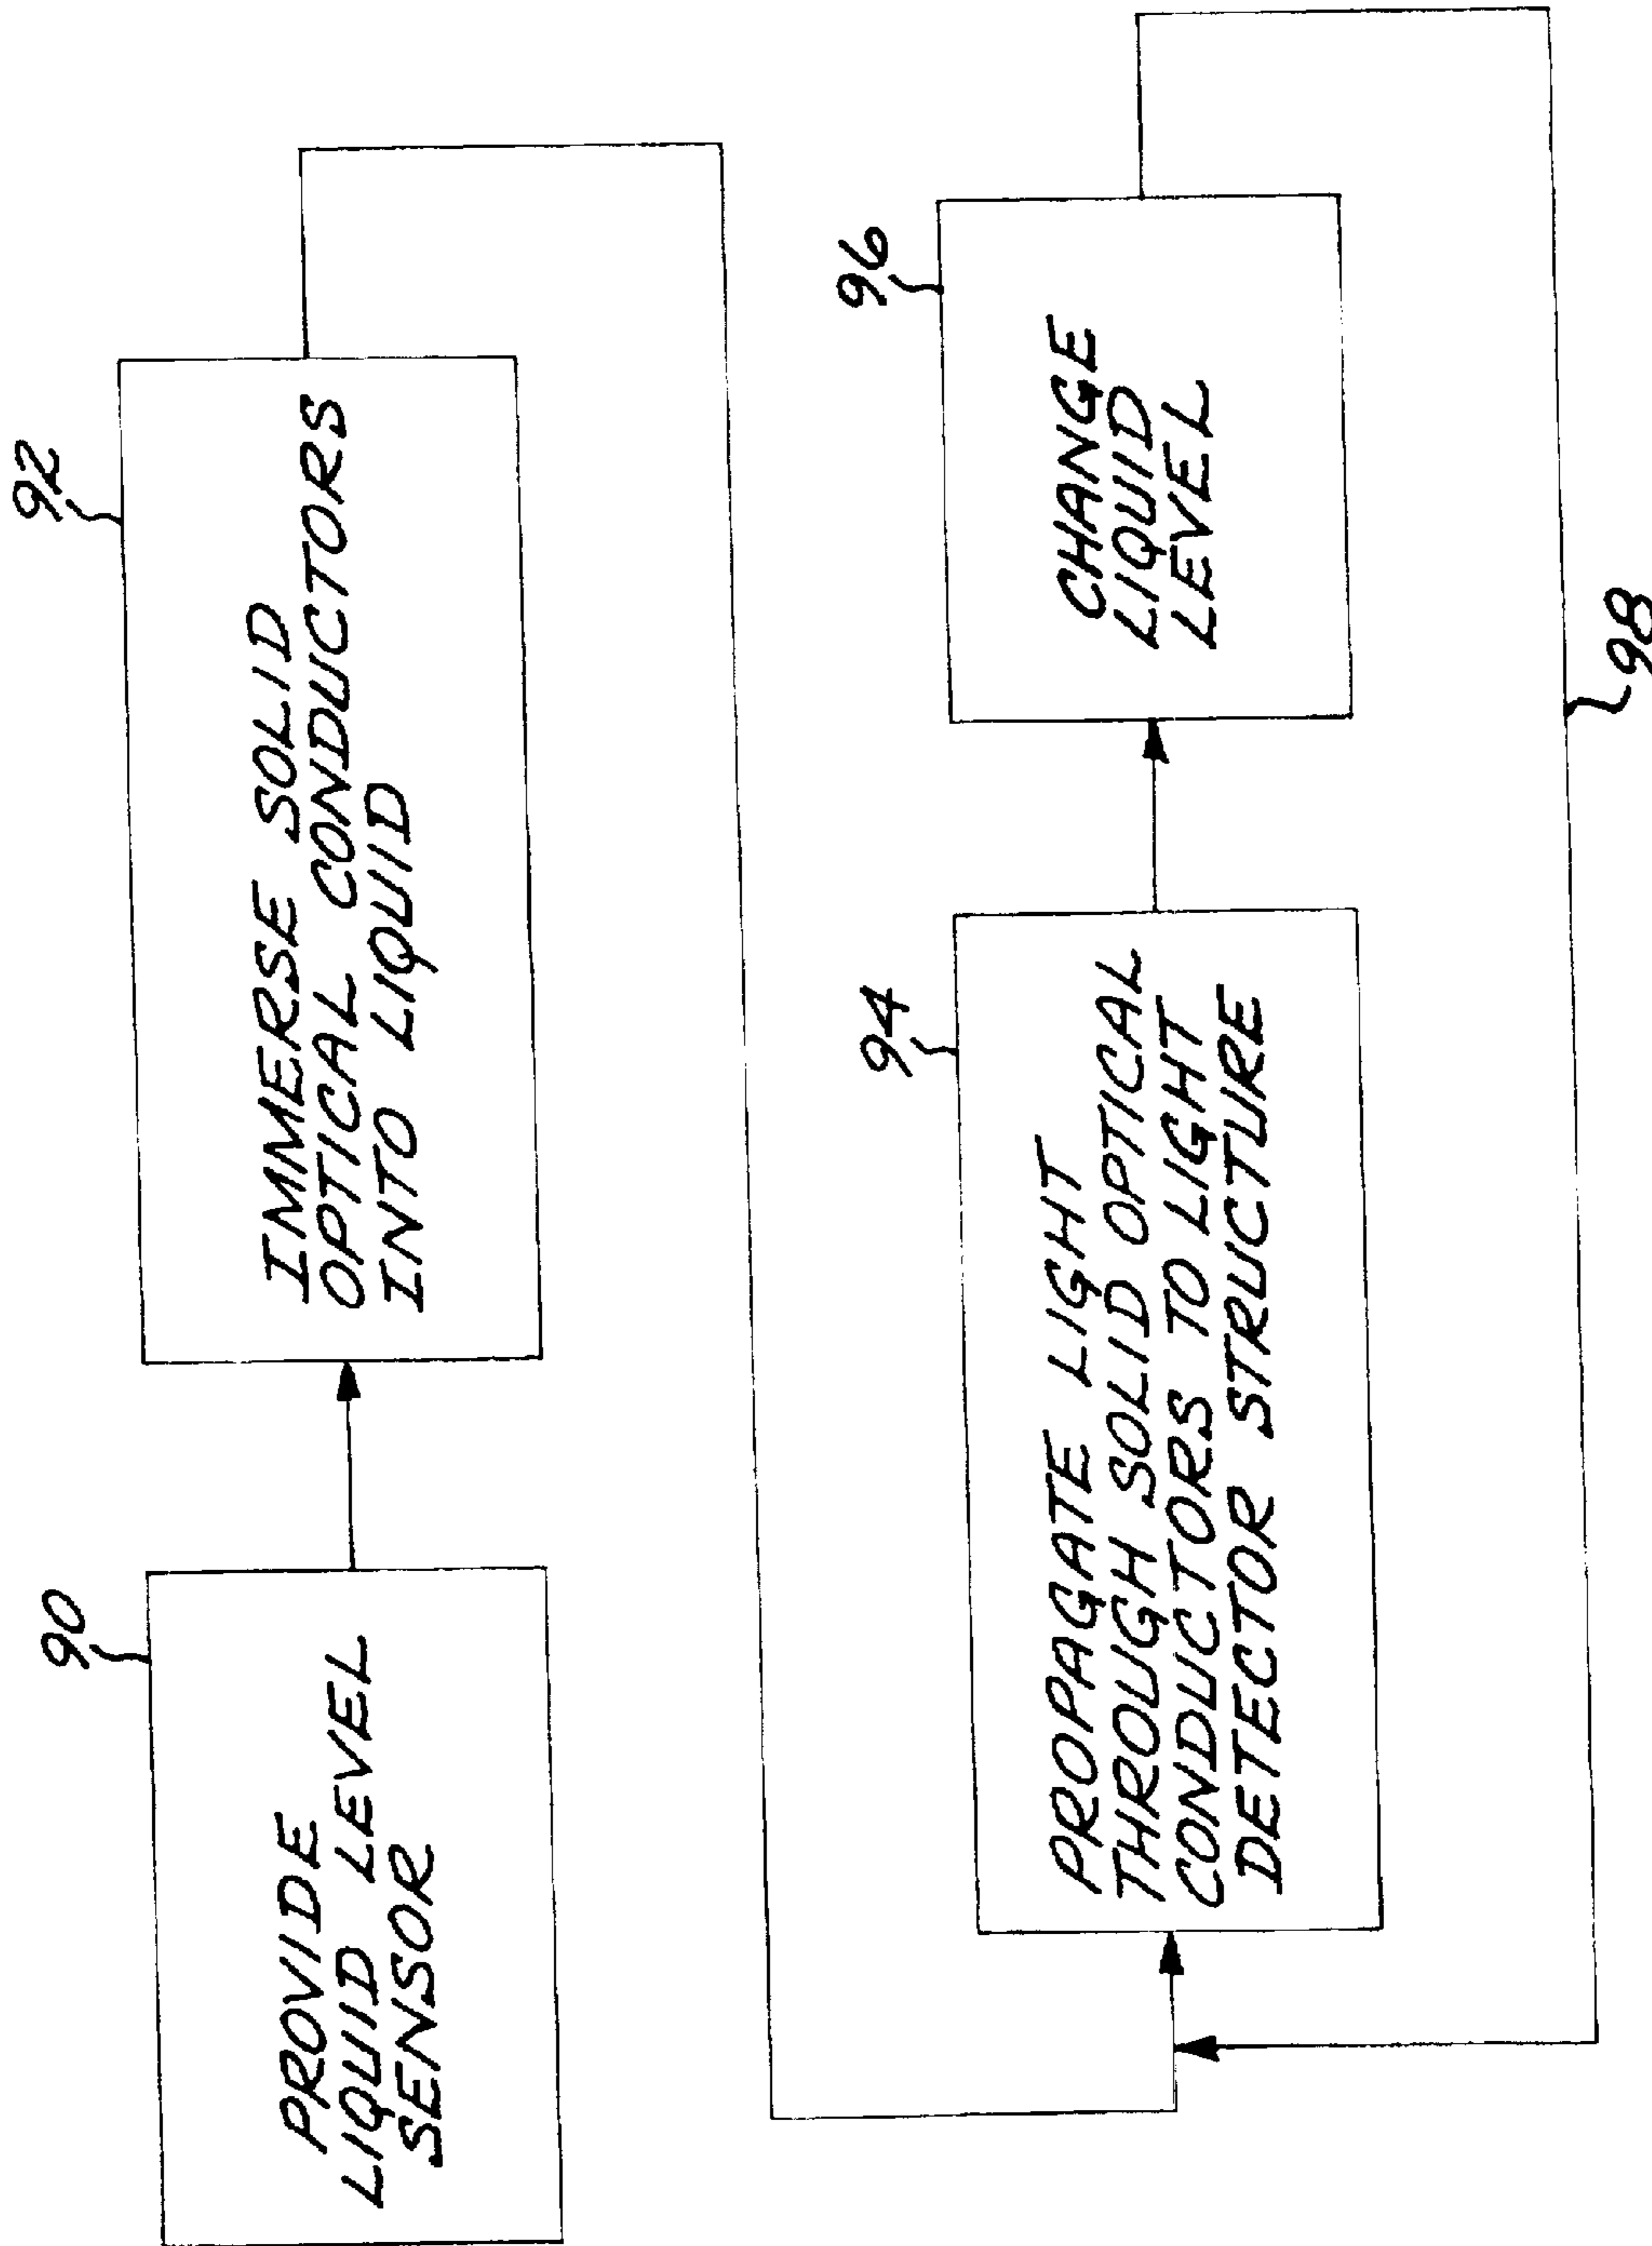 90
PROVIDE
LIQUID LEVEL
SENSOR
92
IMMERSE SOLID
OPTICAL CONDUCTORS
INTO LIQUID
94
PROPAGATE LIGHT
THROUGH SOLID OPTICAL
CONDUCTORS TO LIGHT
DETECTOR STRUCTURE
96
CHANGE
LIQUID
LEVEL
98